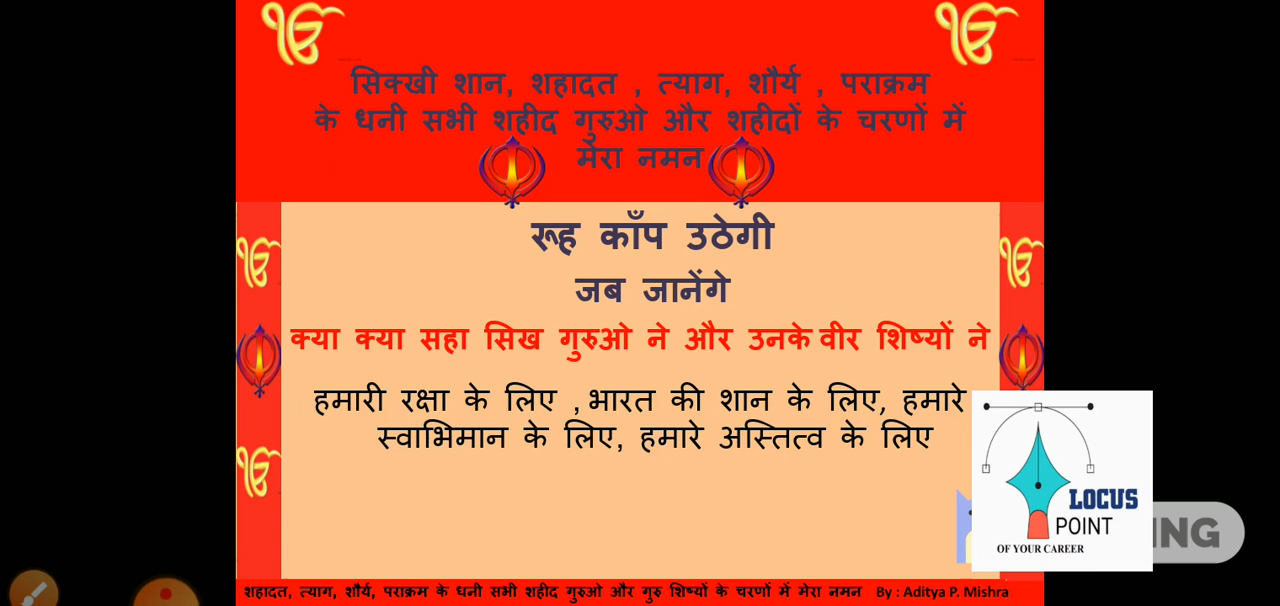 सिक्खी शान, शहादत , त्याग, शौर्य , पराक्रम
के धनी सभी शहीद गुरुओ और शहीदों के चरणों में
मेरा नमन
रूह काँप उठेगी
जब जानेंगे
क्या क्या सहा सिख गुरुओ ने और उनके वीर शिष्यों ने
हमारी रक्षा के लिए , भारत की शान के लिए, हमारे
स्वाभिमान के लिए, हमारे अस्तित्व के लिए
LOCUS
POINT
OF YOUR CAREER
शहादत, त्याग, शौर्य, पराक्रम के धनी सभी शहीद गुरुओ और गुरु शिष्यों के चरणों में मेरा नमन By : Aditya P. Mishra